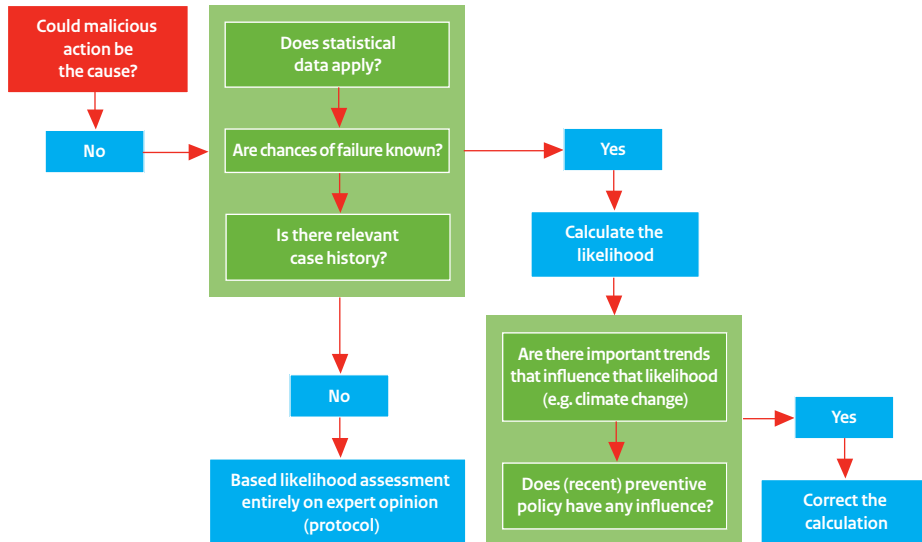 Could malicious
action be
the cause?
No
Does statistical
data apply?
Are chances of failure known?
Is there relevant
case history?
Yes
Calculate the
likelihood
No
Based likelihood assessment
entirely on expert opinion
(protocol)
Are there important trends
that influence that likelihood
(e.g. climate change)
Does (recent) preventive
policy have any influence?
Yes
Correct the
calculation